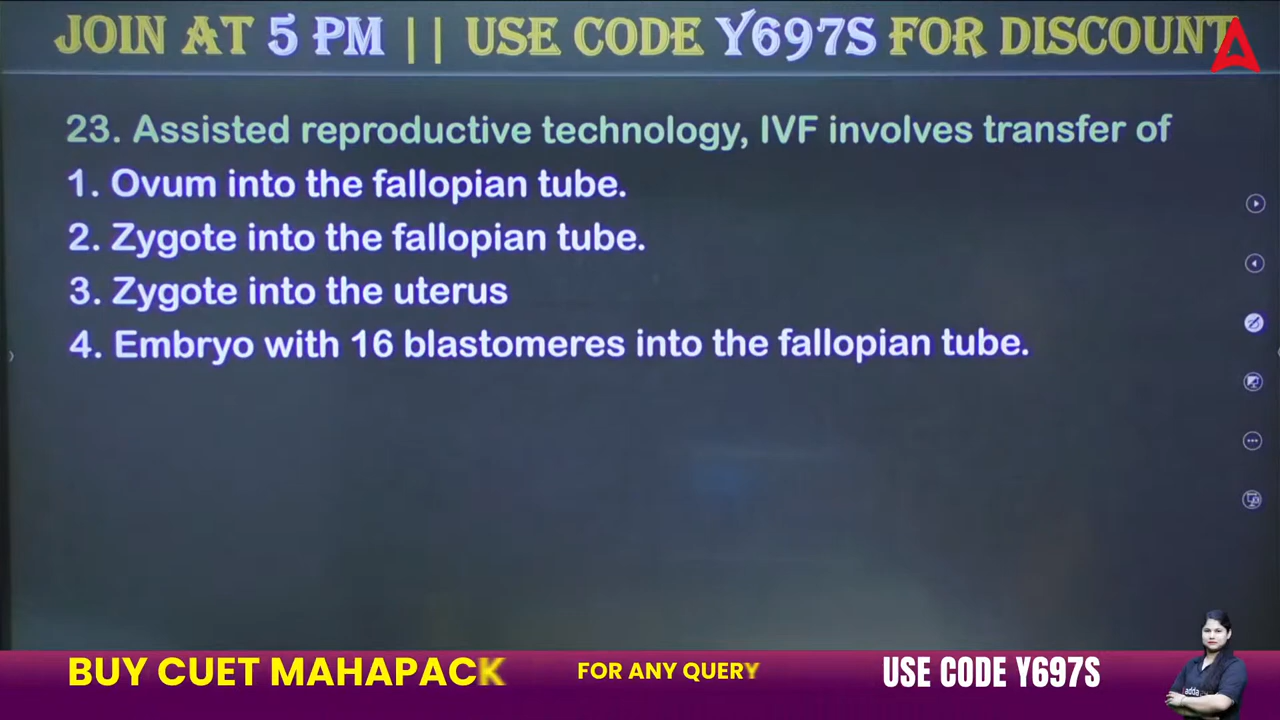 JOIN AT 5 PM || USE CODE Y697S FOR DISCOUNT
23. Assisted reproductive technology, IVF involves transfer of
1. Ovum into the fallopian tube.
2. Zygote into the fallopian tube.
3. Zygote into the uterus
4. Embryo with 16 blastomeres into the fallopian tube.
BUY CUET MAHAPACK FOR ANY QUERY USE CODE Y697S
adda